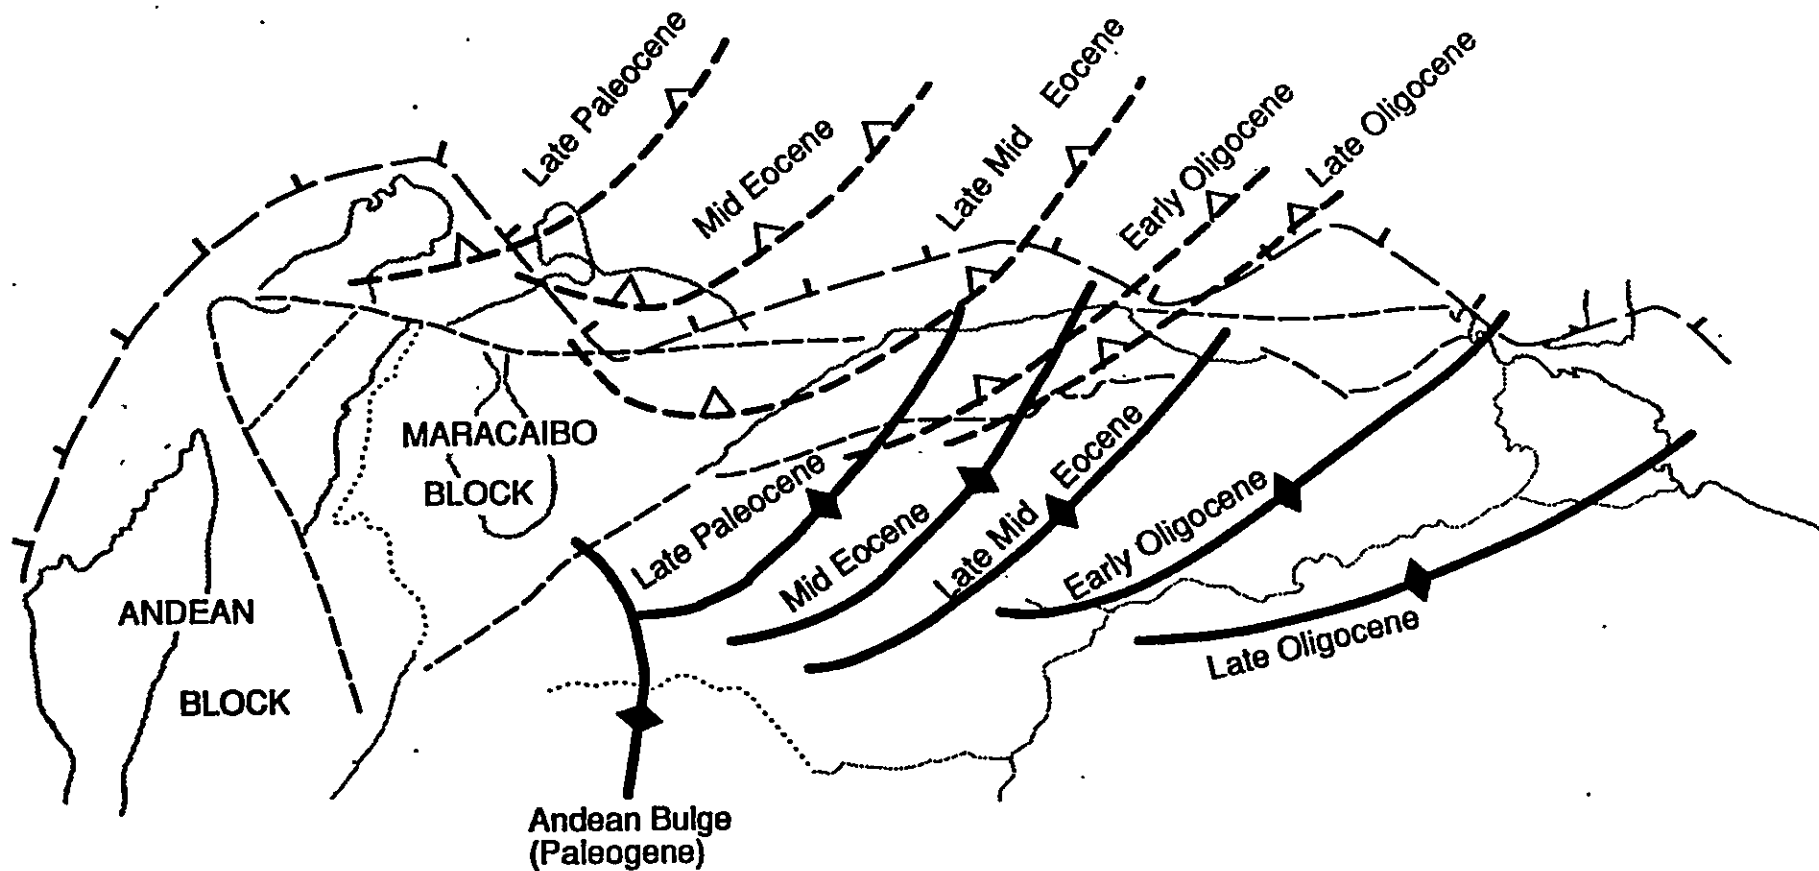 Late Paleocene
Mid Eocene
Late Mid Eocene
Early Oligocene
Late Oligocene
MARACAIBO
BLOCK
ANDEAN
BLOCK
Late Paleocene
Mid Eocene
Late Mid Eocene
Early Oligocene
Late Oligocene
Andean Bulge
(Paleogene)